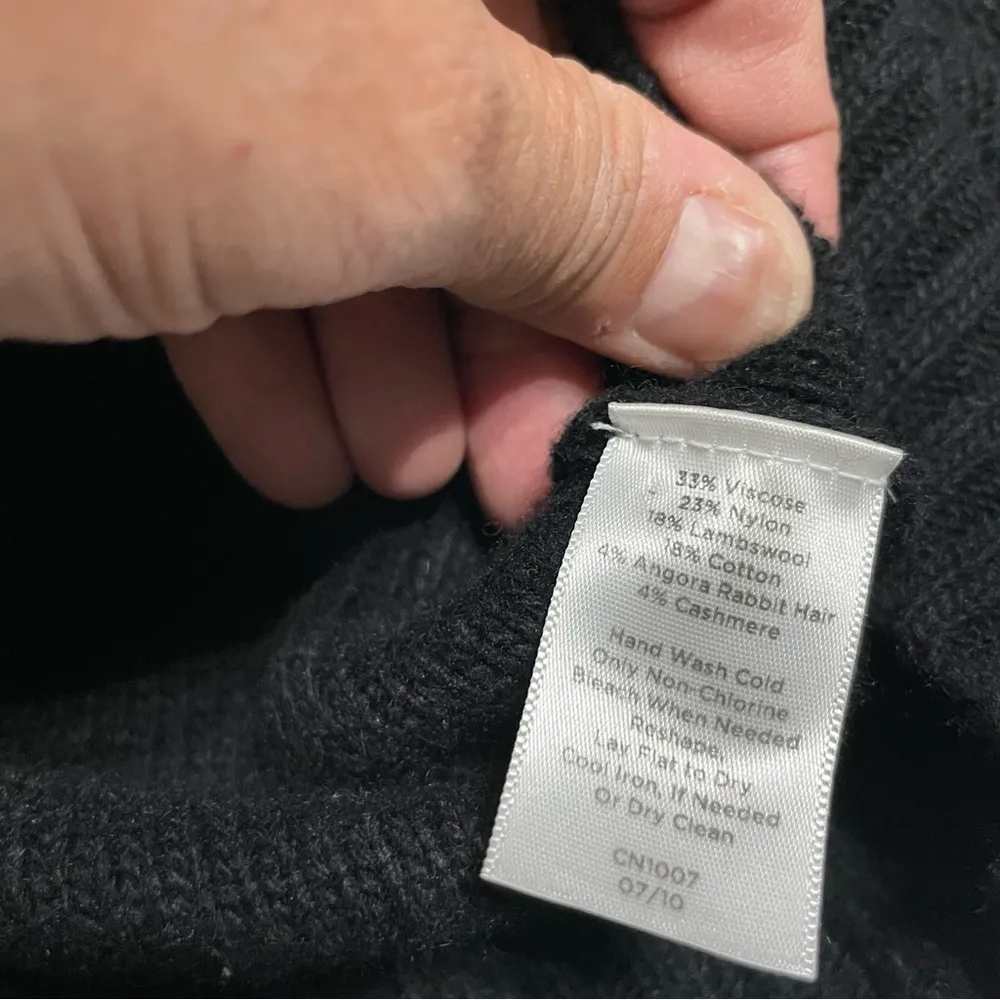 33% Viscose
23% Nylon
18% Lambswool
18% Cotton
4% Angora Rabbit Hair
4% Cashmere
Hand Wash Cold
Only Non-Chlorine
Bleach When Needed
Reshape,
Lay Flat to Dry
Cool Iron, If Needed
Or Dry Clean
CN1007
07/10